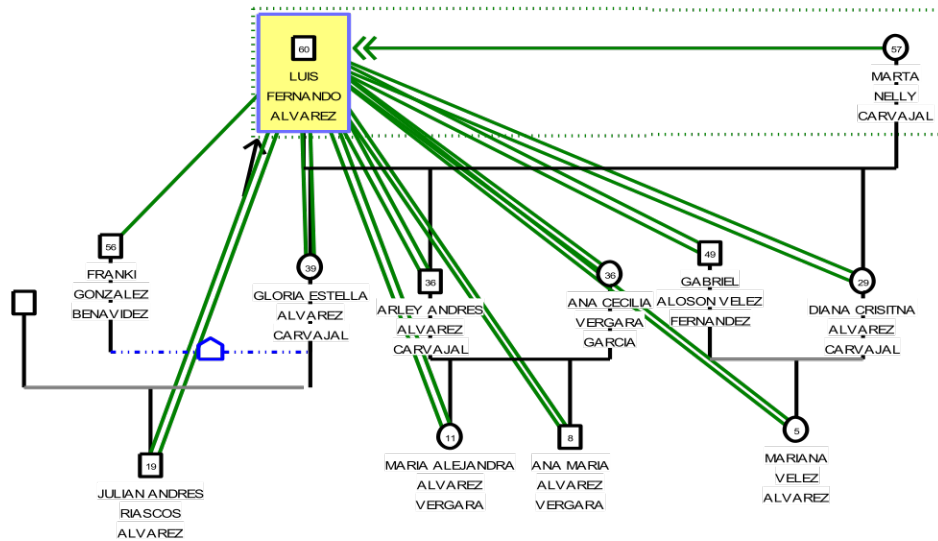 60
LUIS
FERNANDO
ALVAREZ
57
MARTA
NELLY
CARVAJAL
56
FRANKI
GONZALEZ
BENAVIDEZ
39
GLORIA ESTELLA
ALVAREZ
CARVAJAL
36
ARLEY ANDRES
ALVAREZ
CARVAJAL
36
ANA CECILIA
VERGARA
GARCIA
49
GABRIEL
ALOSON VELEZ
FERNANDEZ
29
DIANA CRISITNA
ALVAREZ
CARVAJAL
19
JULIAN ANDRES
RIASCOS
ALVAREZ
11
MARIA ALEJANDRA
ALVAREZ
VERGARA
8
ANA MARIA
ALVAREZ
VERGARA
5
MARIANA
VELEZ
ALVAREZ